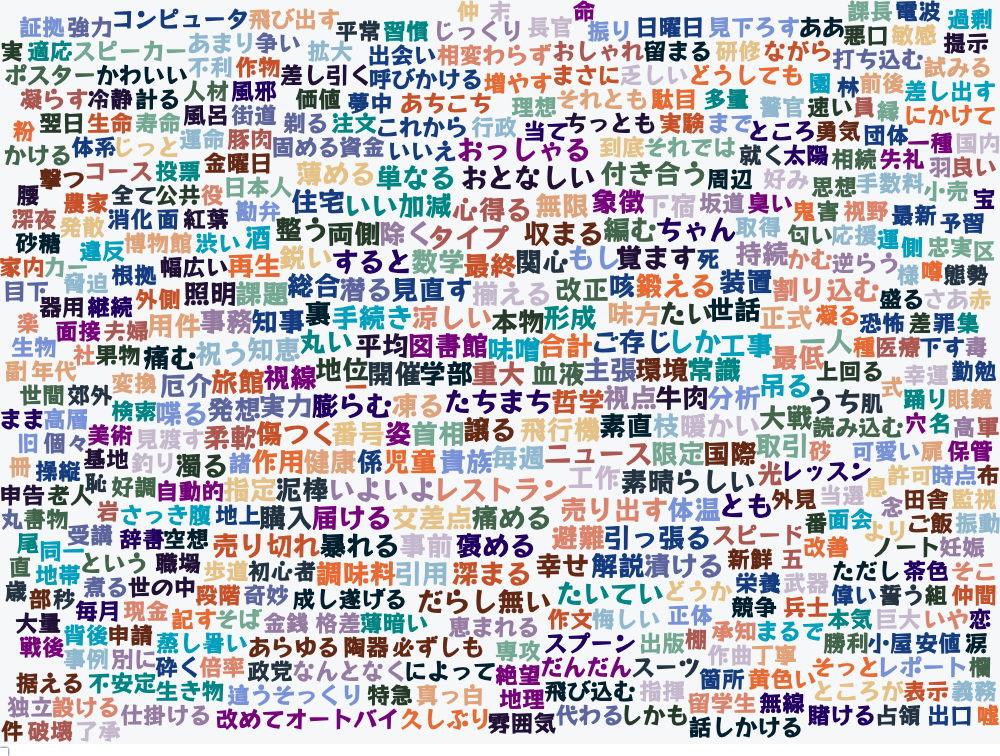 証拠 強力 コンピュータ 飛び出す 平常 習慣 じっくり 仲 末 長官 命 振り 日曜日 見下ろす ああ 課長 電波 過剰
実 適応 スピーカー あまり 争い 拡大 出会い 相変わらず おしゃれ 留まる 研修 ながら 悪口 敏感 提示
ポスター かわいい 不利 作物 差し引く 呼びかける 増やす まさに 乏しい どうしても 打ち込む 試みる
凝らす 冷静 計る 人材 風邪 価値 夢中 あちこち 理想 それとも 駄目 多量 園 林 前後 差し出す
粉 翌日 生命 寿命 風呂 街道 剃る 注文 これから 行政 当て ちっとも 実験 まで 警官 速い 員 縁 にかけて
かける 体系 じっと 運命 豚肉 固める 資金 いいえ おっしゃる 到底 それでは ところ 勇気 団体 一種 国内
撃つ コース 投票 金曜日 薄める 単なる おとなしい 付き合う 周辺 就く 太陽 相続 失礼 羽 良い
腰 農家 全て 公共 役 日本人 住宅 いい加減 心得る 無限 象徴 下宿 坂道 臭い 好み 思想 手数料 小売 宝
深夜 発散 消化 面 紅葉 勘弁 整う 両側 除く タイプ 収まる 編む ちゃん 取得 鬼 害 視野 最新 予習
砂糖 違反 博物館 渋い 酒 鋭い すると 数学 最終 関心 もし 覚ます 死 持続 匂い 応援 運 側 忠実 区
家内 カー 脅迫 根拠 幅広い 再生 総合 潜る 見直す 揃える 改正 咳 鍛える 装置 かむ 逆らう 様 噂 態勢
目下 器用 継続 外側 照明 課題 裏 手続き 涼しい 本物 形成 味方 たい 世話 割り込む 盛る さあ 赤
楽 面接 夫婦 用件 事務 知事 丸い 平均 図書館 味噌 合計 ご存じ しか 工事 正式 凝る 恐怖 差 罪 集
生物 社 果物 痛む 祝う 知恵 地位 開催 学部 重大 血液 主張 環境 常識 最低 一人 種 医療 下す 毒
副 年代 変換 厄介 旅館 視線 一 膨らむ 凍る たちまち 哲学 視点 牛肉 分析 吊る 上回る 式 幸運 勤勉
世間 郊外 検索 喋る 発想 実力 うち 肌 踊り 眼鏡
まま 高層 美術 見渡す 柔軟 傷つく 番号 姿 首相 譲る 飛行機 素直 枝 暖かい 大戦 読み込む 穴 名 高 軍
旧 個々 基地 釣り 濁る 諸 作用 健康 係 児童 貴族 毎週 ニュース 限定 国際 取引 砂 可愛い 扉 保管
冊 操縦 恥 好調 自動的 指定 泥棒 いよいよ レストラン 工作 素晴らしい 光 レッスン 息 許可 時点 布
申告 老人 岩 さっき 腹 地上 購入 届ける 交差点 痛める 売り出す 体温 とも 外見 当選 念 田舎 監視
丸 書物 受講 辞書 空想 売り切れ 暴れる 事前 褒める 避難 引っ張る スピード 番 面会 より ご飯 振動
尾 同一 という 職場 歩道 初心者 調味料 引用 深まる 幸せ 解説 漬ける 新鮮 五 改善 ノート 妊娠
直 地帯 煮る 世の中 段階 奇妙 成し遂げる だらし無い たいてい どうか 栄養 武器 ただし 茶色 そこ
歳 部 秒 毎月 現金 記す そば 金銭 格差 薄暗い 恵まれる 作文 悔しい 正体 競争 兵士 偉い 誓う 組 仲間
大量 背後 申請 蒸し暑い あらゆる 陶器 必ずしも 専攻 スプーン 出版 棚 承知 まるで 本気 巨大 いや 恋
戦後 事例 別に 砕く 倍率 政党 なんとなく によって 絶望 だんだん スーツ 作曲 丁寧 勝利 小屋 安値 涙
据える 不安定 生き物 違う そっくり 特急 真っ白 地理 飛び込む 指揮 箇所 黄色い そっと レポート 欄
独立 設ける 仕掛ける 改めて オートバイ 久しぶり 雰囲気 代わる しかも 留学生 無線 ところが 表示 義務
件 破壊 了承 話しかける 賭ける 占領 出口 嘘